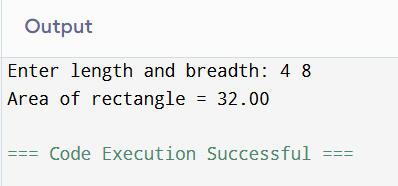 Output
Enter length and breadth: 4 8
Area of rectangle = 32.00
=== Code Execution Successful ===